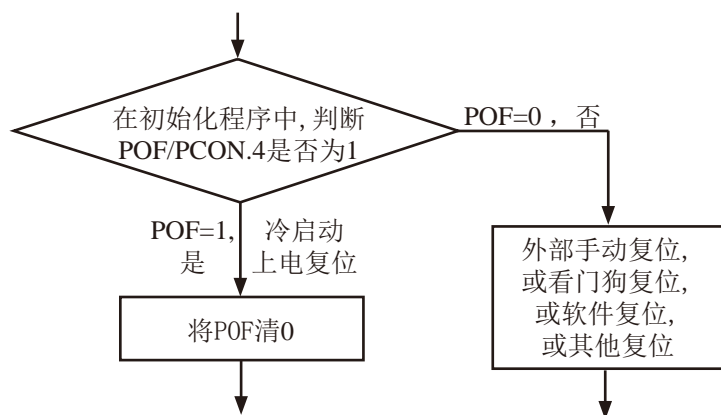 在初始化程序中,判断
POF/PCON.4是否为1
POF=0 ，否
POF=1,
是
冷启动
上电复位
将POF清0
外部手动复位,
或看门狗复位,
或软件复位,
或其他复位